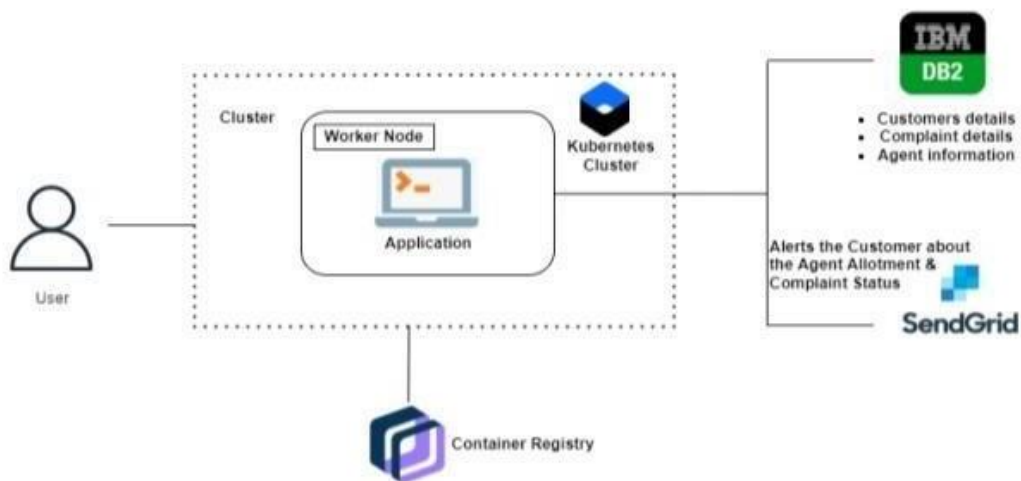 IBM
DB2
• Customers details
• Complaint details
• Agent information
Cluster
Worker Node
Kubernetes
Cluster
Application
User
Alerts the Customer about
the Agent Allotment &
Complaint Status
SendGrid
Container Registry